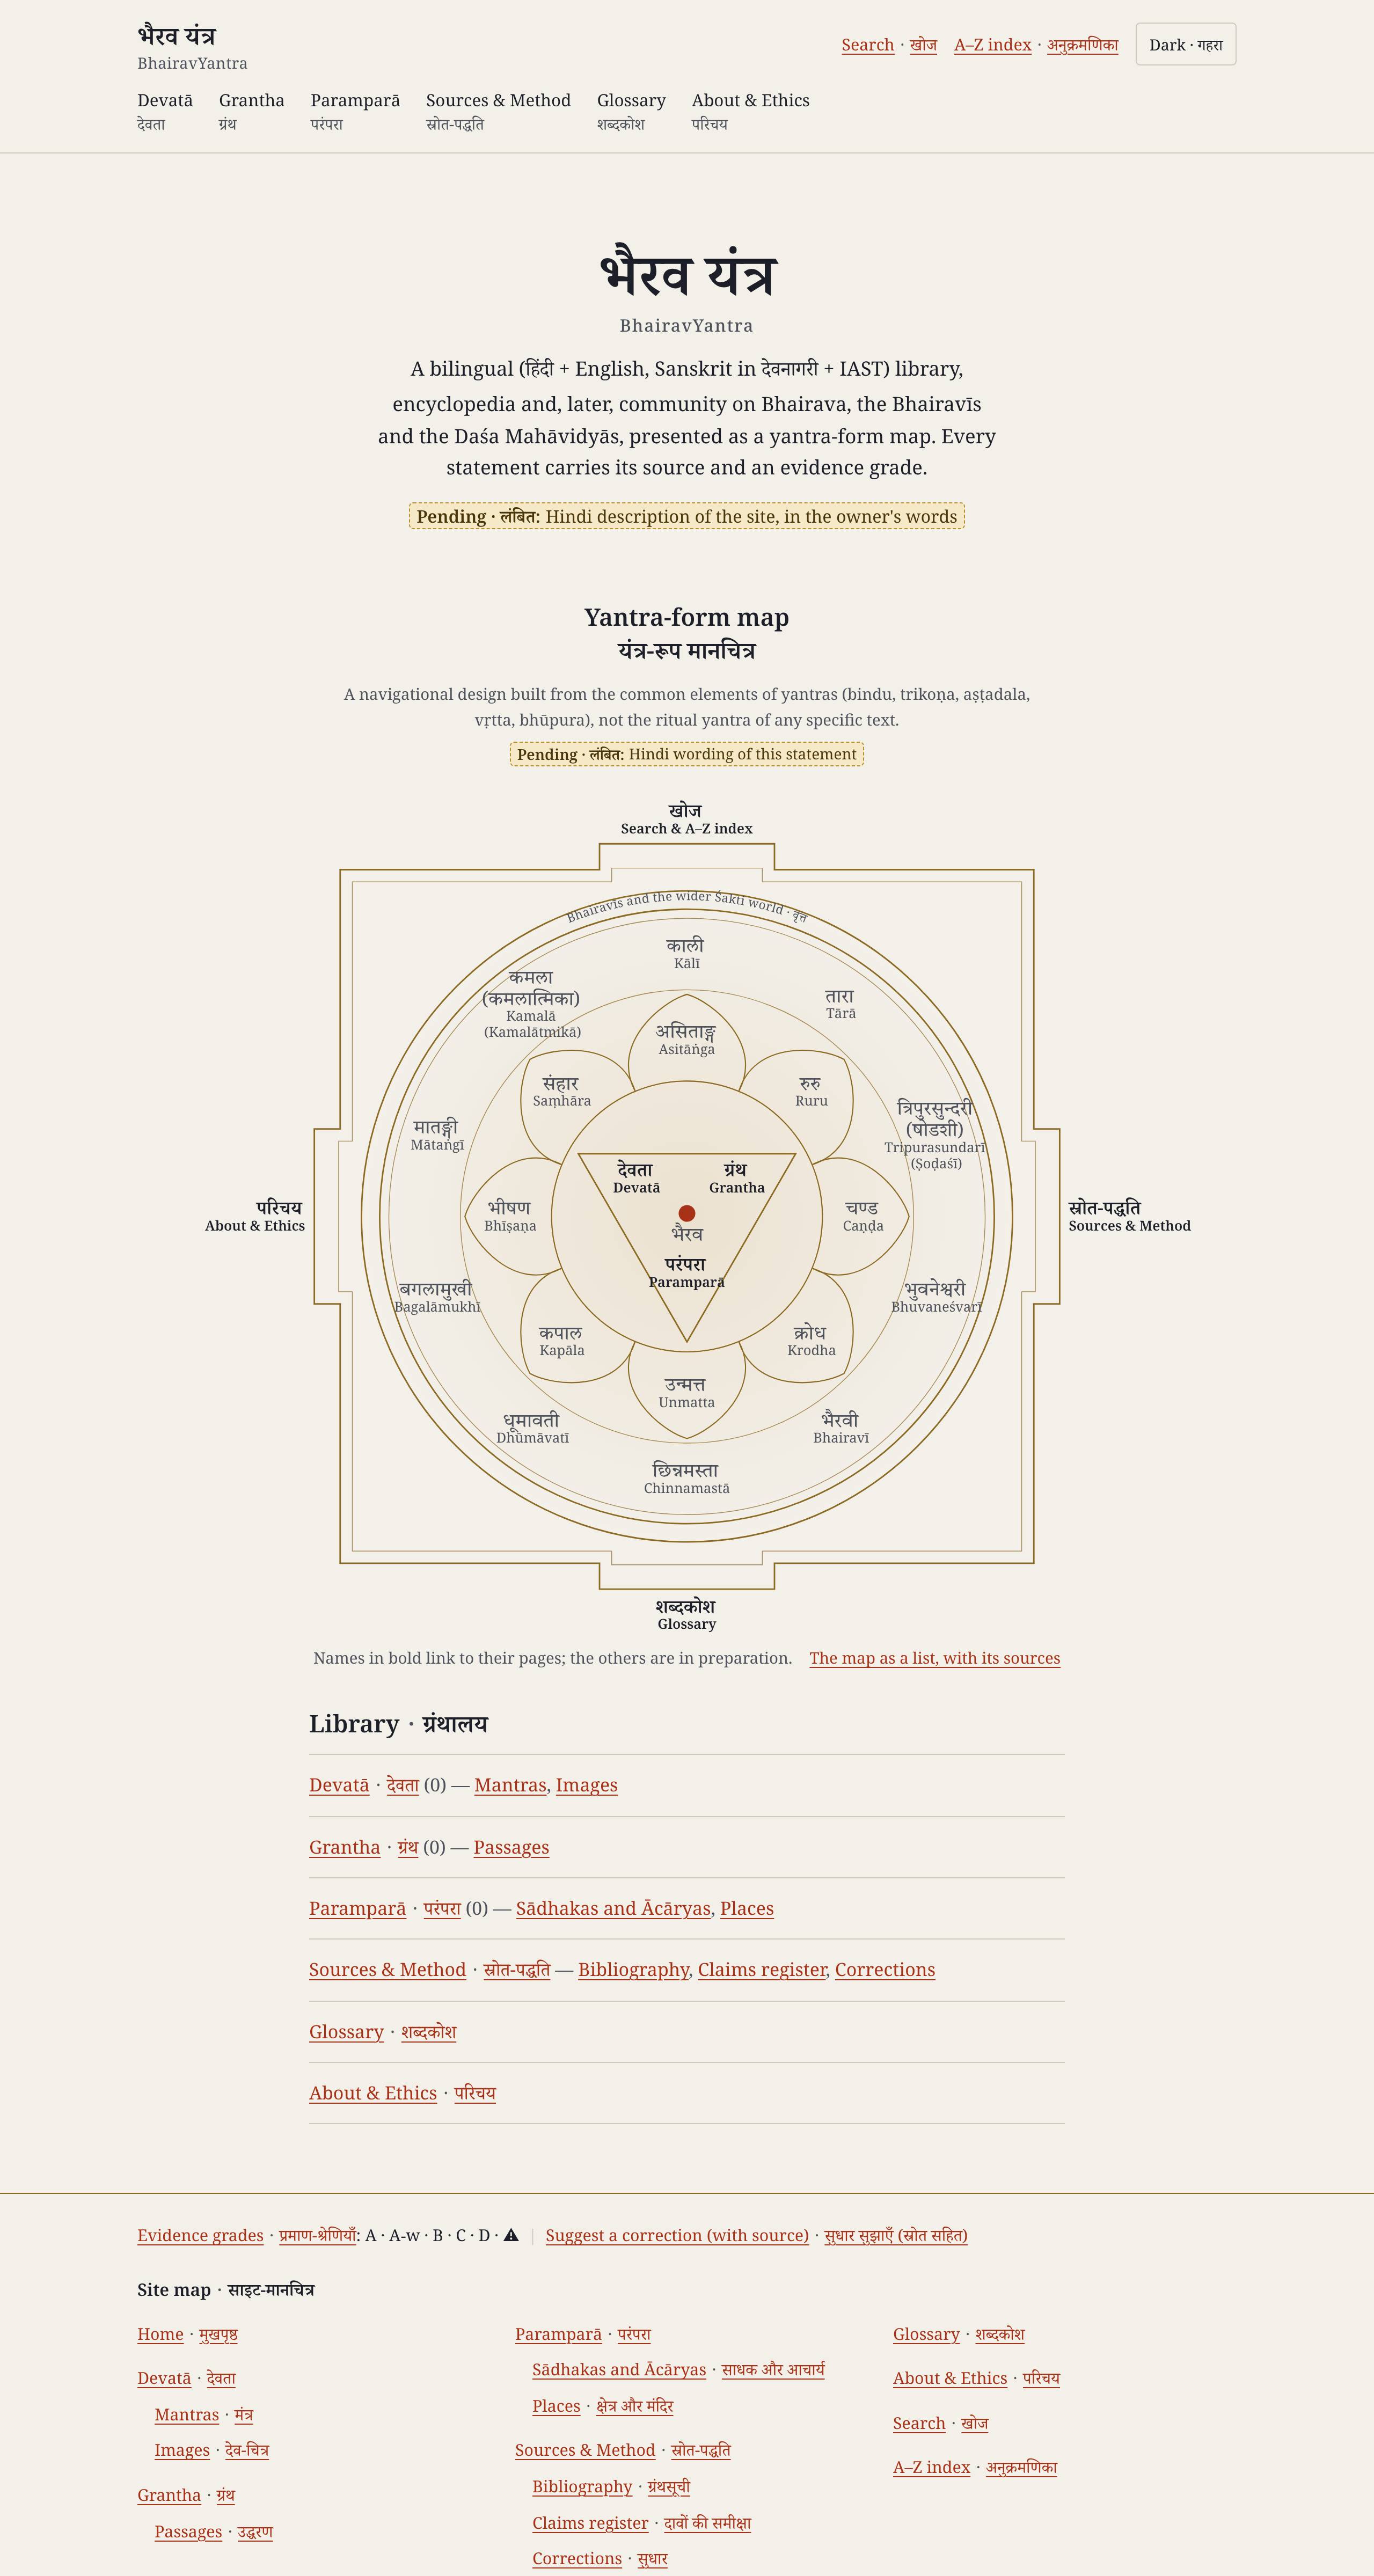 भैरव यंत्र
BhairavYantra
Search · खोज A–Z index · अनुक्रमणिका Dark · गहरा
Devatā Grantha Paramparā Sources & Method Glossary About & Ethics
देवता ग्रंथ परंपरा स्रोत-पद्धति शब्दकोश परिचय
भैरव यंत्र
BhairavYantra
A bilingual (हिंदी + English, Sanskrit in देवनागरी + IAST) library,
encyclopedia and, later, community on Bhairava, the Bhairavīs
and the Daśa Mahāvidyās, presented as a yantra-form map. Every
statement carries its source and an evidence grade.
Pending · लंबित: Hindi description of the site, in the owner's words
Yantra-form map
यंत्र-रूप मानचित्र
A navigational design built from the common elements of yantras (bindu, trikoṇa, aṣṭadala,
vṛtta, bhūpura), not the ritual yantra of any specific text.
Pending · लंबित: Hindi wording of this statement
खोज
Search & A–Z index
Bhairavīs and the wider Śakti world · वृत्त
काली
Kālī
कमला
(कमलात्मिका)
Kamalā
(Kamalātmikā)
तारा
Tārā
असिताङ्ग
Asitāṅga
संहार
Saṃhāra
रुरु
Ruru
त्रिपुरसुन्दरी
(षोडशी)
Tripurasundarī
(Ṣoḍaśī)
मातङ्गी
Mātaṅgī
देवता
Devatā
ग्रंथ
Grantha
परिचय
About & Ethics
भीषण
Bhīṣaṇa
भैरव
चण्ड
Caṇḍa
स्रोत-पद्धति
Sources & Method
परंपरा
Paramparā
बगलामुखी
Bagalāmukhī
भुवनेश्वरी
Bhuvaneśvarī
कपाल
Kapāla
क्रोध
Krodha
उन्मत्त
Unmatta
धूमावती
Dhūmāvatī
भैरवी
Bhairavī
छिन्नमस्ता
Chinnamastā
शब्दकोश
Glossary
Names in bold link to their pages; the others are in preparation. The map as a list, with its sources
Library · ग्रंथालय
Devatā · देवता (0) — Mantras, Images
Grantha · ग्रंथ (0) — Passages
Paramparā · परंपरा (0) — Sādhakas and Ācāryas, Places
Sources & Method · स्रोत-पद्धति — Bibliography, Claims register, Corrections
Glossary · शब्दकोश
About & Ethics · परिचय
Evidence grades · प्रमाण-श्रेणियाँ: A · A-w · B · C · D · ⚠ | Suggest a correction (with source) · सुधार सुझाएँ (स्रोत सहित)
Site map · साइट-मानचित्र
Home · मुखपृष्ठ
Devatā · देवता
Mantras · मंत्र
Images · देव-चित्र
Grantha · ग्रंथ
Passages · उद्धरण
Paramparā · परंपरा
Sādhakas and Ācāryas · साधक और आचार्य
Places · क्षेत्र और मंदिर
Sources & Method · स्रोत-पद्धति
Bibliography · ग्रंथसूची
Claims register · दावों की समीक्षा
Corrections · सुधार
Glossary · शब्दकोश
About & Ethics · परिचय
Search · खोज
A–Z index · अनुक्रमणिका